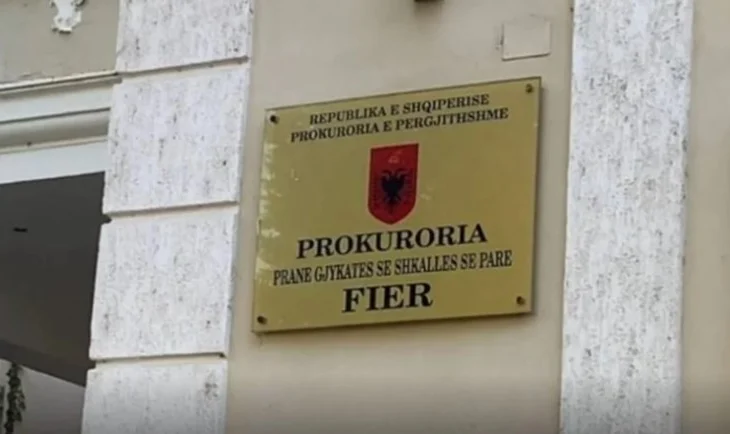 REPUBLIKA E SHQIPERISE
PROKURORIA E PERGJITHSHME
PROKURORIA
PRANE GJYKATES SE SHKALLES SE PARE
FIER